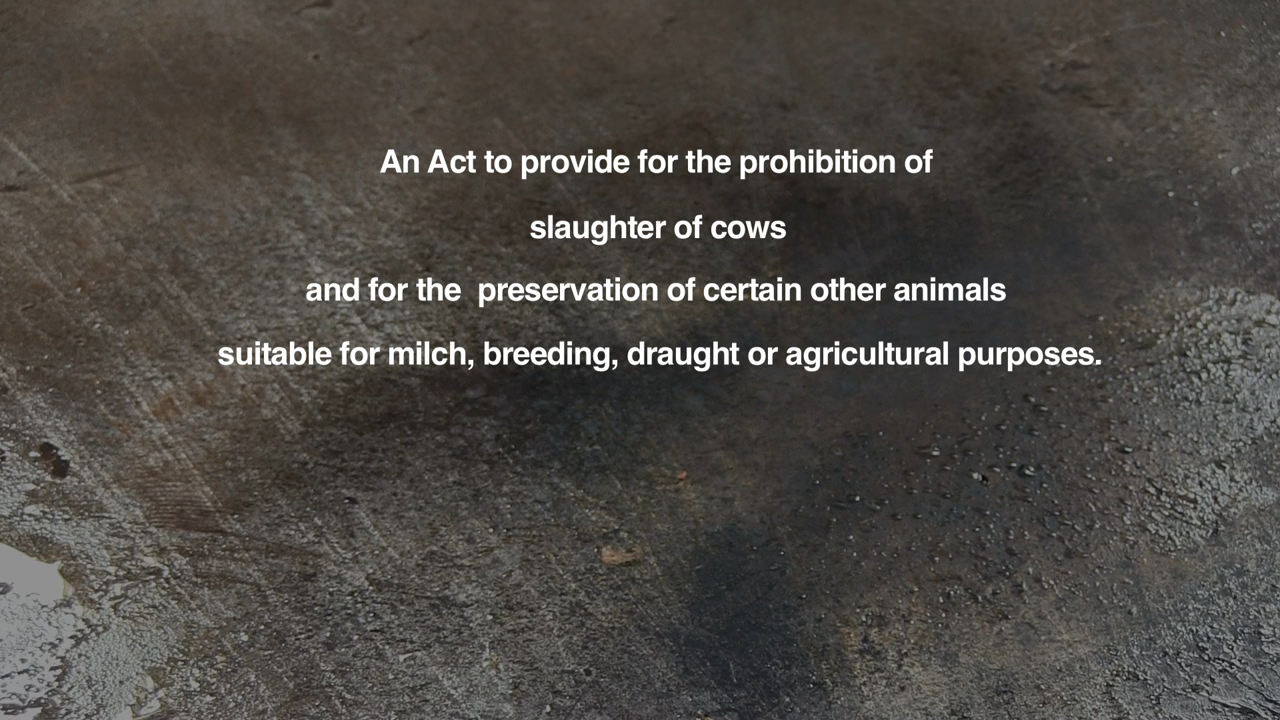 An Act to provide for the prohibition of
slaughter of cows
and for the  preservation of certain other animals
suitable for milch, breeding, draught or agricultural purposes.